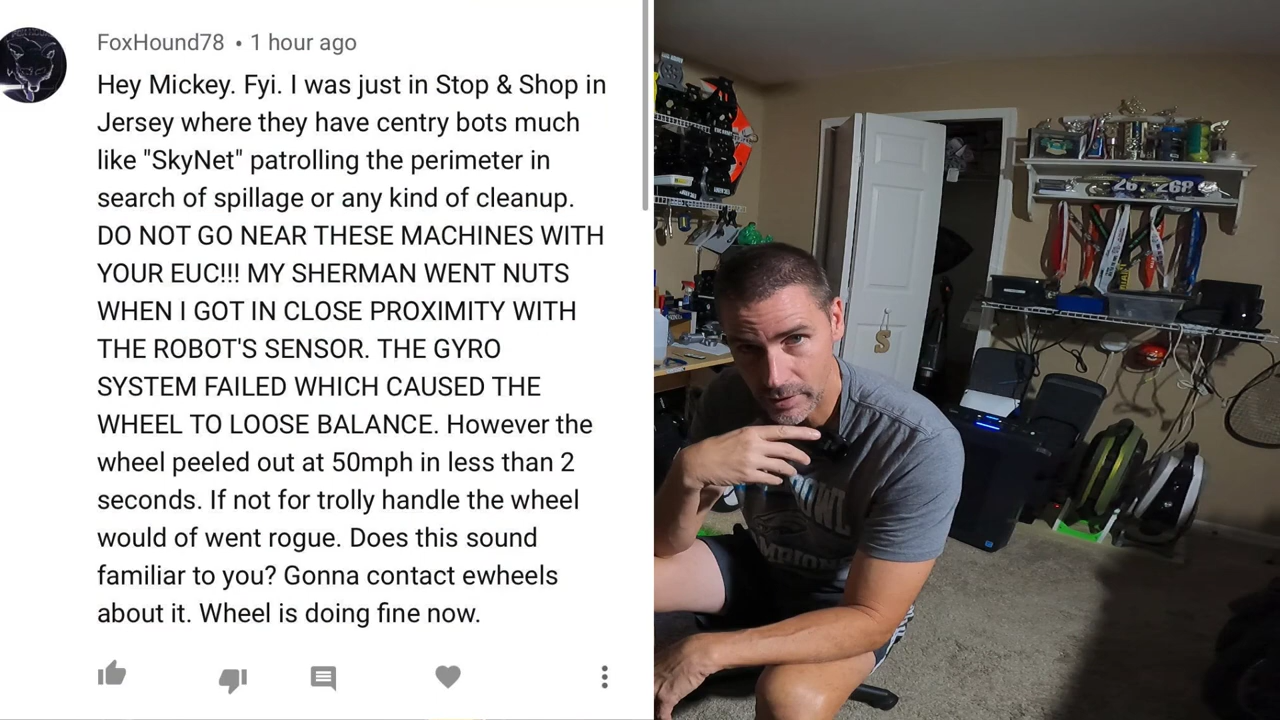 FoxHound78 • 1 hour ago
Hey Mickey. Fyi. I was just in Stop & Shop in
Jersey where they have centry bots much
like "SkyNet" patrolling the perimeter in
search of spillage or any kind of cleanup.
DO NOT GO NEAR THESE MACHINES WITH
YOUR EUC!!! MY SHERMAN WENT NUTS
WHEN I GOT IN CLOSE PROXIMITY WITH
THE ROBOT'S SENSOR. THE GYRO
SYSTEM FAILED WHICH CAUSED THE
WHEEL TO LOOSE BALANCE. However the
wheel peeled out at 50mph in less than 2
seconds. If not for trolly handle the wheel
would of went rogue. Does this sound
familiar to you? Gonna contact ewheels
about it. Wheel is doing fine now.
268
S